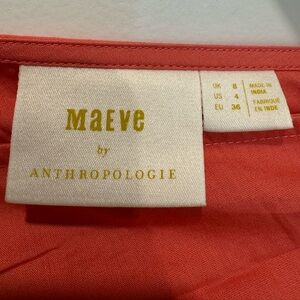 Maeve
by
ANTHROPOLOGIE
UK 8
US 4
EU 36
MADE IN
INDIA
FABRIQUÉ
EN INDE